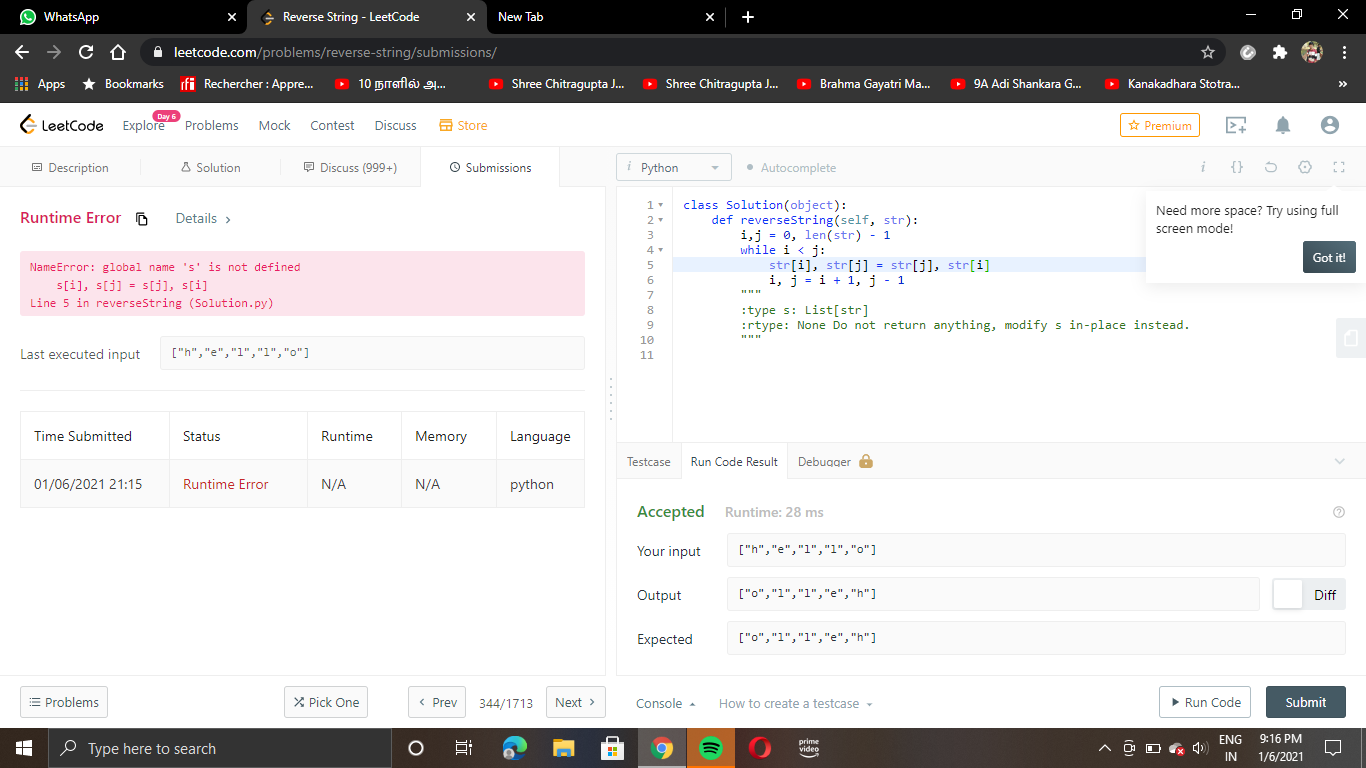 WhatsApp
Reverse String - LeetCode
New Tab
leetcode.com/problems/reverse-string/submissions/
Apps Bookmarks Rechercher : Appre... 10 நாளில் அ... Shree Chitragupta J... Shree Chitragupta J... Brahma Gayatri Ma... 9A Adi Shankara G... Kanakadhara Stotra... »
LeetCode Explore Day 6 Problems Mock Contest Discuss Store Premium
Description Solution Discuss (999+) Submissions
Runtime Error Details >
NameError: global name 's' is not defined
s[i], s[j] = s[j], s[i]
Line 5 in reverseString (Solution.py)
Last executed input ["h","e","l","l","o"]
Time Submitted Status Runtime Memory Language
01/06/2021 21:15 Runtime Error N/A N/A python
Problems Pick One < Prev 344/1713 Next >
i Python Autocomplete i {}
Need more space? Try using full
screen mode!
Got it!
1 class Solution(object):
2 def reverseString(self, str):
3 i,j = 0, len(str) - 1
4 while i < j:
5 str[i], str[j] = str[j], str[i]
6 i, j = i + 1, j - 1
7 """
8 :type s: List[str]
9 :rtype: None Do not return anything, modify s in-place instead.
10 """
11
Testcase Run Code Result Debugger
Accepted Runtime: 28 ms
Your input ["h","e","l","l","o"]
Output ["o","l","l","e","h"] Diff
Expected ["o","l","l","e","h"]
Console How to create a testcase Run Code Submit
Type here to search
prime
video
ENG
IN
9:16 PM
1/6/2021